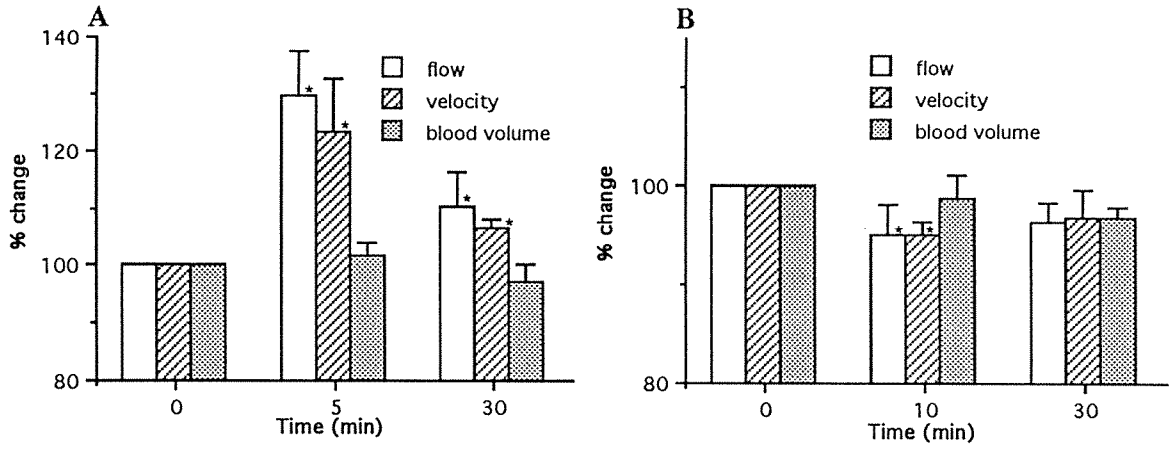 A
140
120
100
80
% change
flow
velocity
blood volume
*
*
*
*
0
5
30
Time (min)
B
100
80
% change
flow
velocity
blood volume
*
*
0
10
30
Time (min)